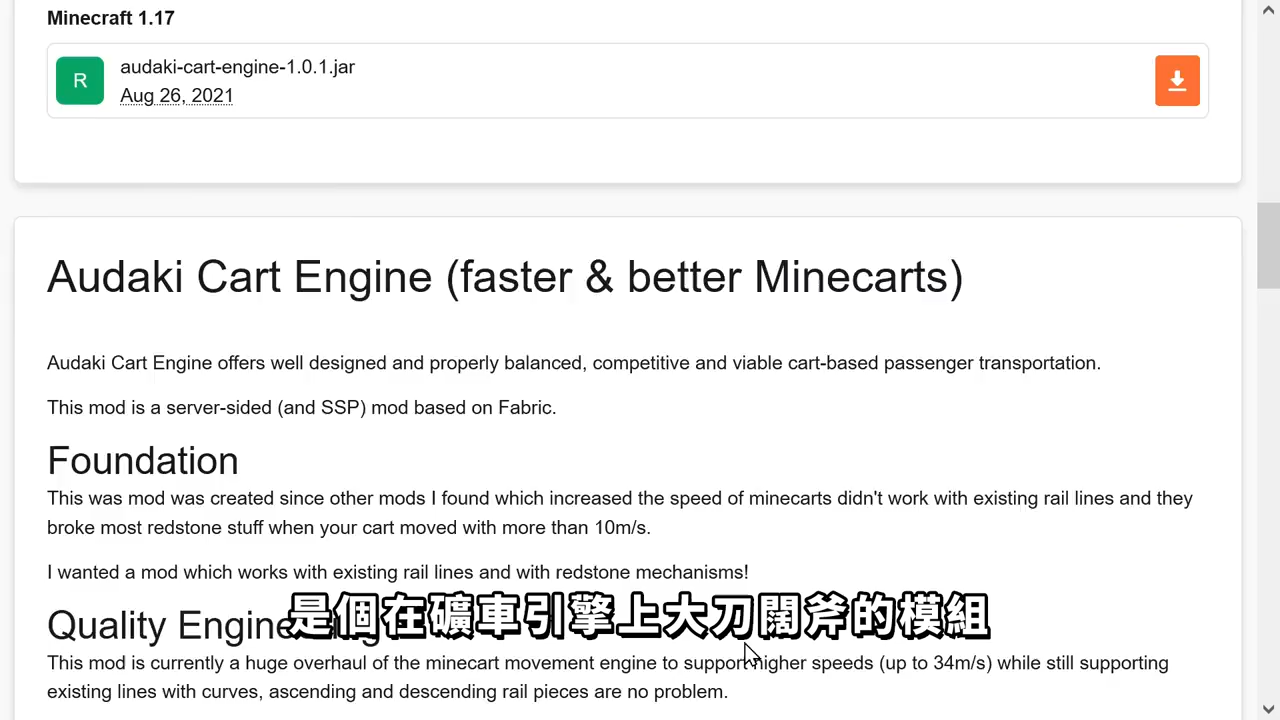 Minecraft 1.17
R
audaki-cart-engine-1.0.1.jar
Aug 26, 2021
Audaki Cart Engine (faster & better Minecarts)
Audaki Cart Engine offers well designed and properly balanced, competitive and viable cart-based passenger transportation.
This mod is a server-sided (and SSP) mod based on Fabric.
Foundation
This was mod was created since other mods I found which increased the speed of minecarts didn't work with existing rail lines and they
broke most redstone stuff when your cart moved with more than 10m/s.
I wanted a mod which works with existing rail lines and with redstone mechanisms!
Quality Engineering
是個在礦車引擎上大刀闊斧的模組
This mod is currently a huge overhaul of the minecart movement engine to support higher speeds (up to 34m/s) while still supporting
existing lines with curves, ascending and descending rail pieces are no problem.